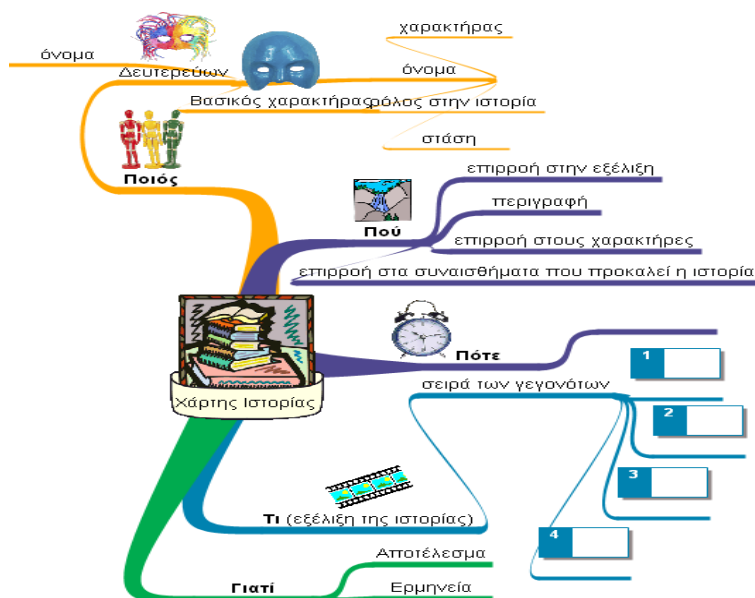 χαρακτήρας
όνομα
Δευτερεύων
όνομα
Βασικός χαρακτήρας
ρόλος στην ιστορία
στάση
Ποιός
επιρροή στην εξέλιξη
περιγραφή
Πού
επιρροή στους χαρακτήρες
επιρροή στα συναισθήματα που προκαλεί η ιστορία
Πότε
1
σειρά των γεγονότων
Χάρτης Ιστορίας
2
3
Τι (εξέλιξη της ιστορίας)
4
Αποτέλεσμα
Γιατί
Ερμηνεία